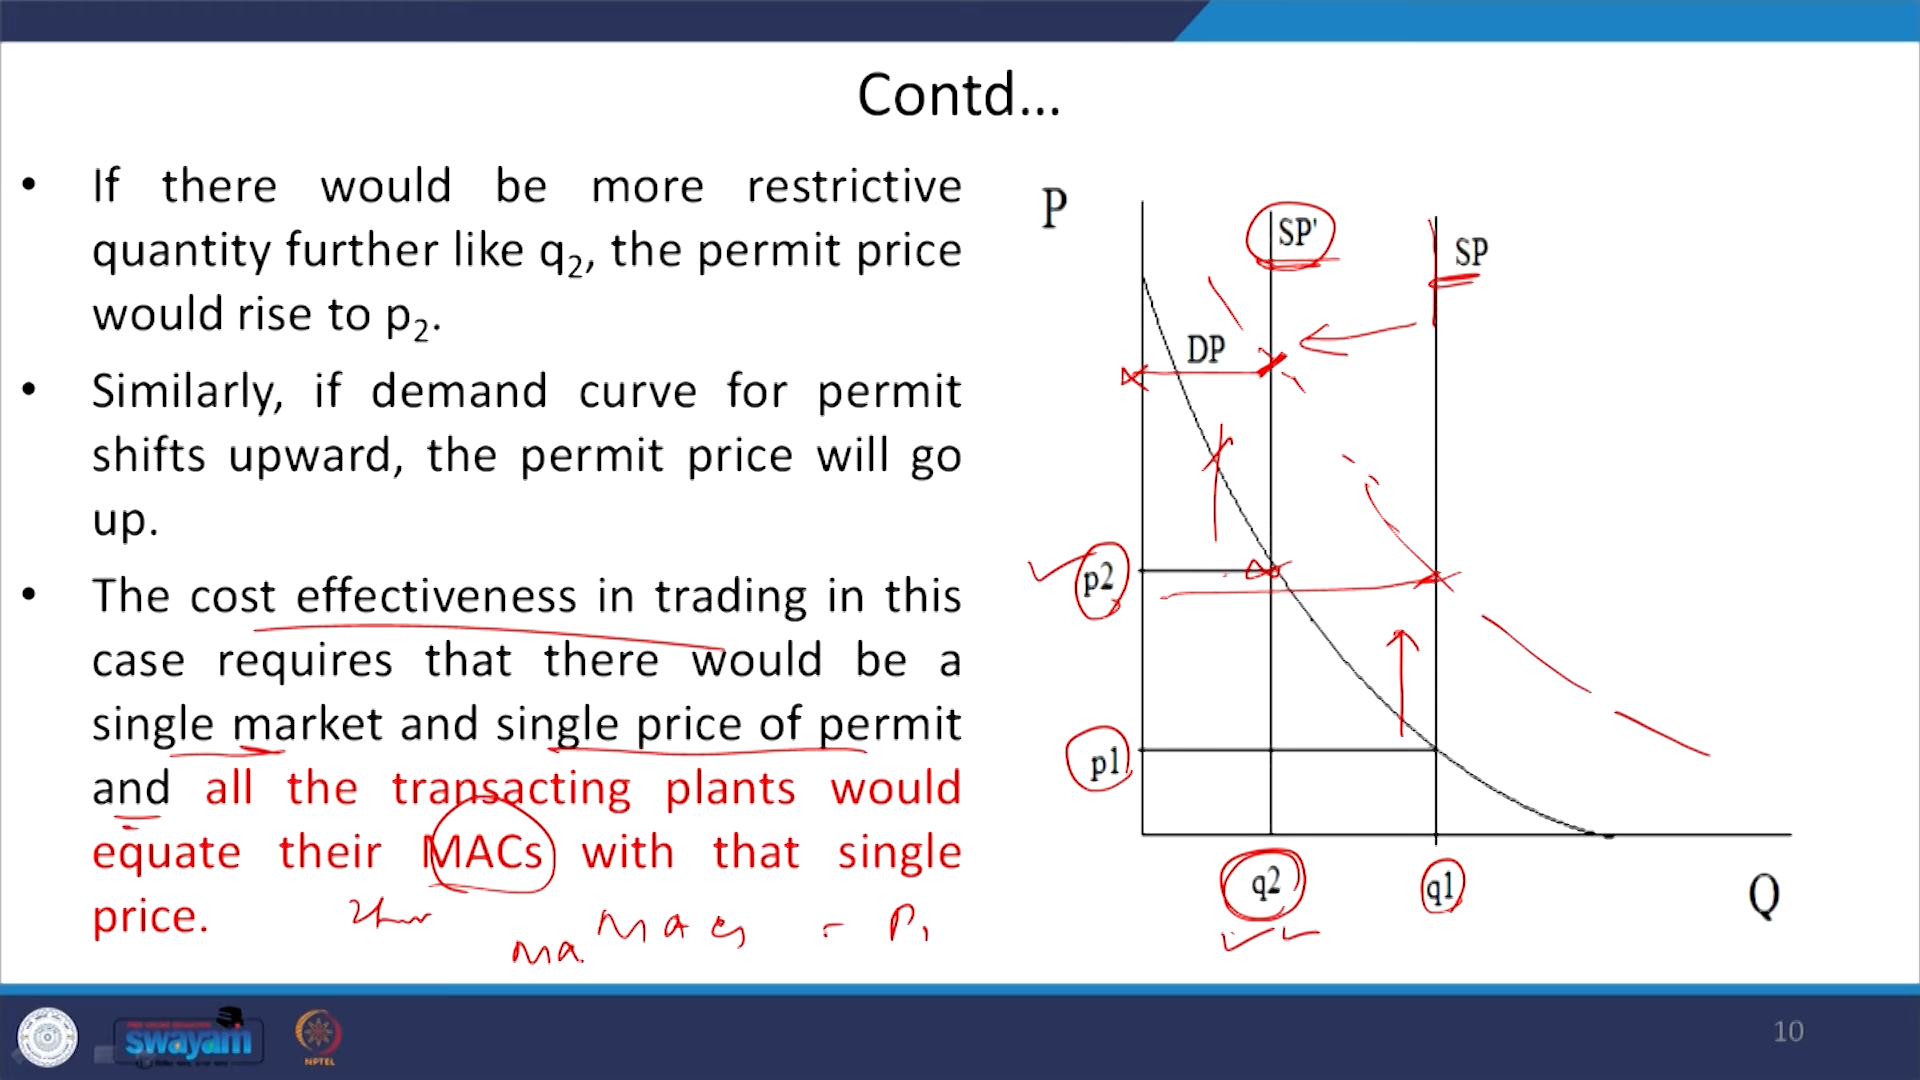 Contd...
• If there would be more restrictive
quantity further like q₂, the permit price
would rise to p₂.
• Similarly, if demand curve for permit
shifts upward, the permit price will go
up.
• The cost effectiveness in trading in this
case requires that there would be a
single market and single price of permit
and all the transacting plants would
equate their MACs with that single
price.
P
SP'
SP
DP
p2
p1
q2
q1
Q
swayam
NPTEL
10